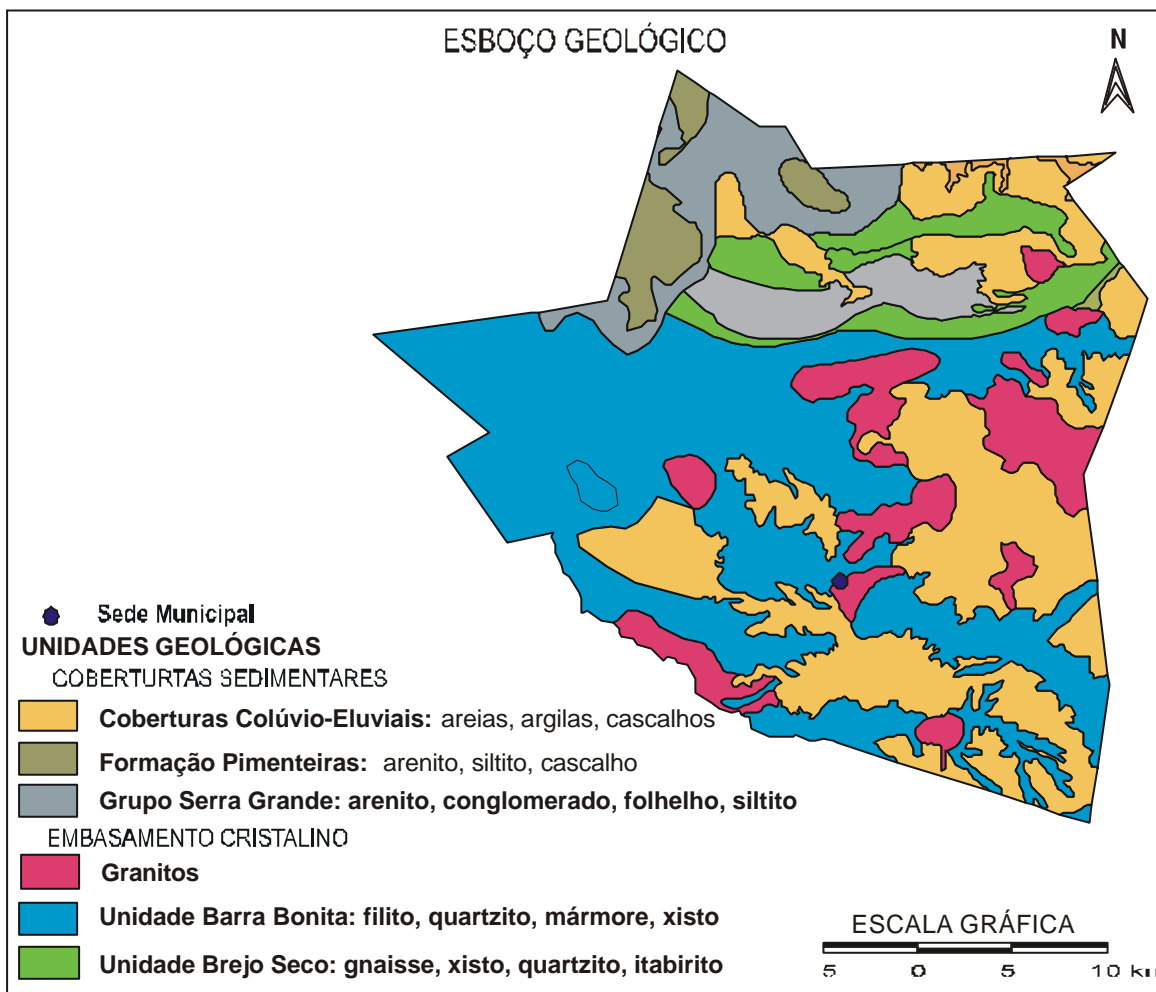 ESBOÇO GEOLÓGICO
N
Sede Municipal
UNIDADES GEOLÓGICAS
COBERTURTAS SEDIMENTARES
Coberturas Colúvio-Eluviais: areias, argilas, cascalhos
Formação Pimenteiras: arenito, siltito, cascalho
Grupo Serra Grande: arenito, conglomerado, folhelho, siltito
EMBASAMENTO CRISTALINO
Granitos
Unidade Barra Bonita: filito, quartzito, mármore, xisto
Unidade Brejo Seco: gnaisse, xisto, quartzito, itabirito
ESCALA GRÁFICA
5 0 5 10 km